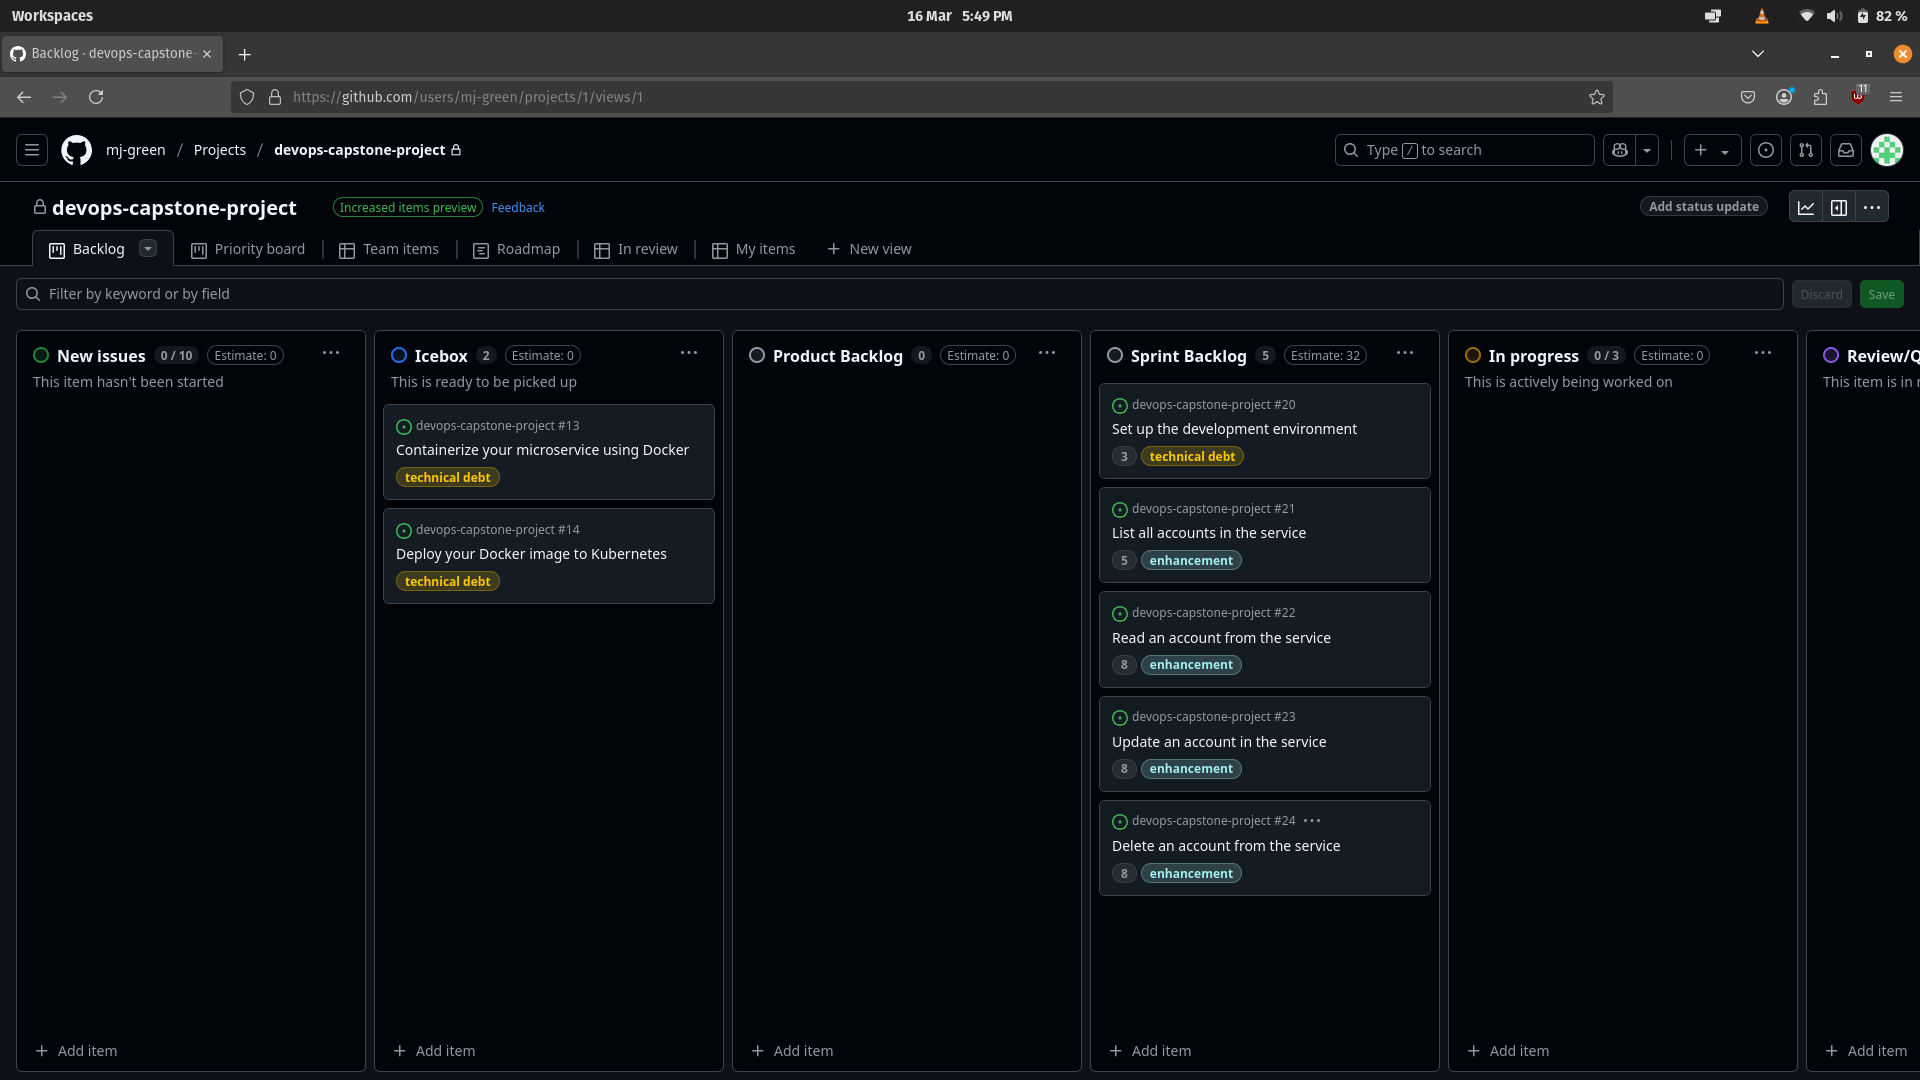 Workspaces
16 Mar 5:49 PM
82 %
Backlog · devops-capstone-
https://github.com/users/mj-green/projects/1/views/1
11
mj-green / Projects / devops-capstone-project
Type / to search
devops-capstone-project
Increased items preview
Feedback
Add status update
Backlog
Priority board
Team items
Roadmap
In review
My items
New view
Filter by keyword or by field
Discard
Save
New issues 0 / 10 Estimate: 0
This item hasn't been started
Add item
Icebox 2 Estimate: 0
This is ready to be picked up
devops-capstone-project #13
Containerize your microservice using Docker
technical debt
devops-capstone-project #14
Deploy your Docker image to Kubernetes
technical debt
Add item
Product Backlog 0 Estimate: 0
Add item
Sprint Backlog 5 Estimate: 32
devops-capstone-project #20
Set up the development environment
3 technical debt
devops-capstone-project #21
List all accounts in the service
5 enhancement
devops-capstone-project #22
Read an account from the service
8 enhancement
devops-capstone-project #23
Update an account in the service
8 enhancement
devops-capstone-project #24
Delete an account from the service
8 enhancement
Add item
In progress 0 / 3 Estimate: 0
This is actively being worked on
Add item
Review/Q
This item is in
Add item